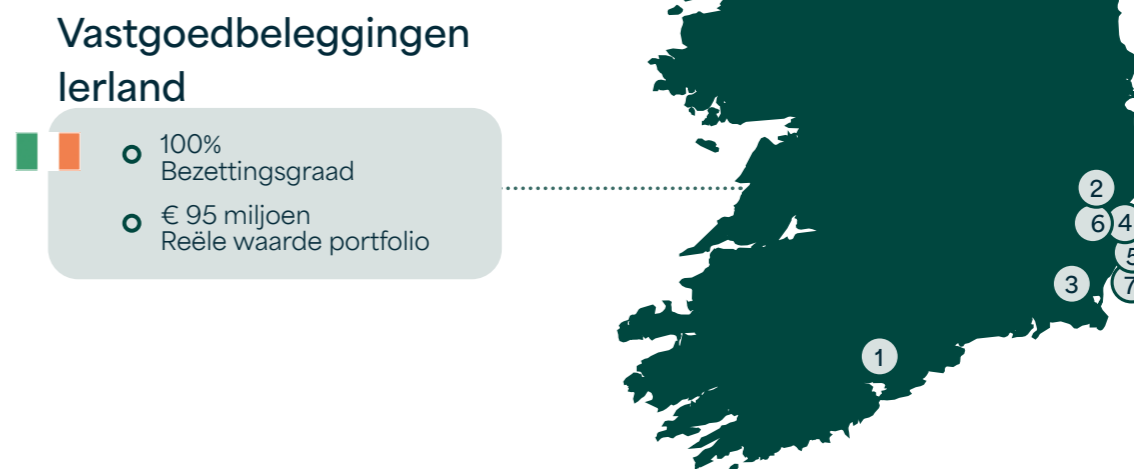 Vastgoedbeleggingen
Ierland
100%
Bezettingsgraad
€ 95 miljoen
Reële waarde portfolio
2
6 4
5
3 7
1